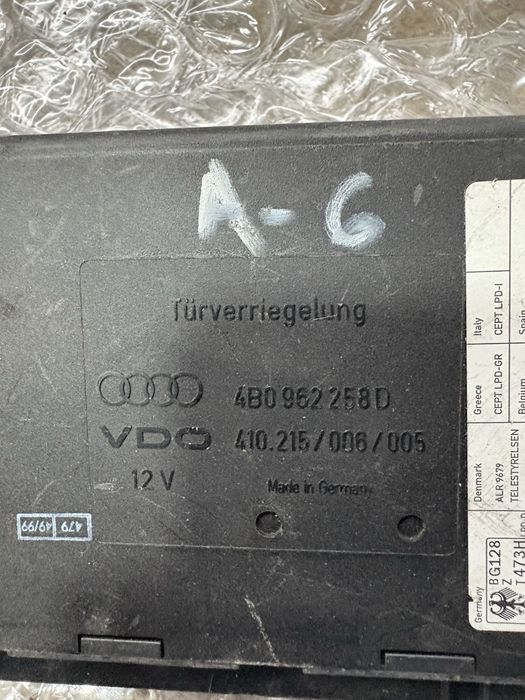 A-6
Türverriegelung
4B0 962 258 D
VDO 410.215/006/005
12 V Made in Germany
479
49/99
Italy
CEPT LPD-I
Spain
Greece
CEPT LPD-GR
Belgium
Denmark
ALR 9679
TELESTYRELSEN
Germany
BG128
Z
T473H